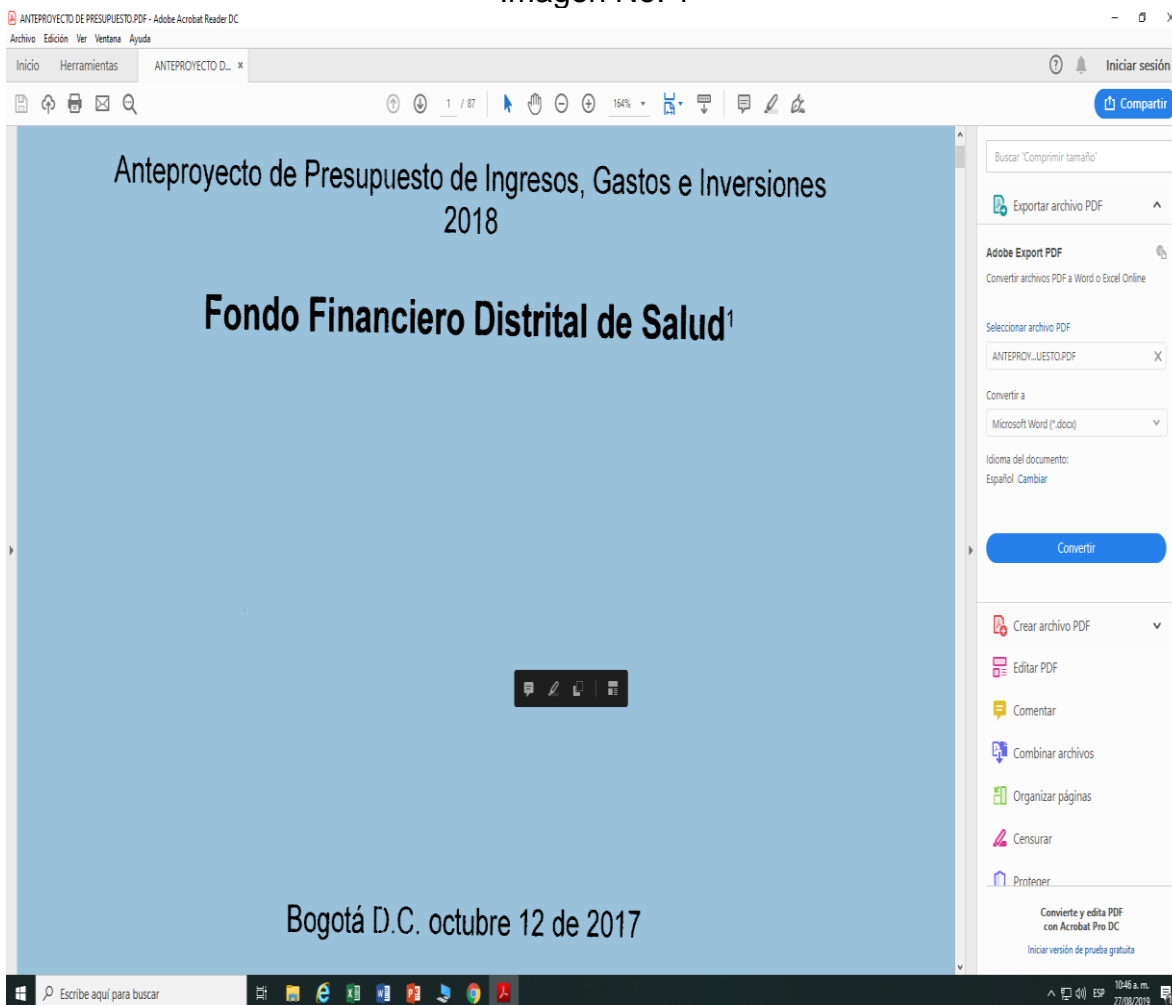 Imagen No. 1
ANTEPROYECTO DE PRESUPUESTO.PDF - Adobe Acrobat Reader DC
Archivo Edición Ver Ventana Ayuda
Inicio Herramientas ANTEPROYECTO D... × Iniciar sesión
1 / 87 164% Compartir
Anteproyecto de Presupuesto de Ingresos, Gastos e Inversiones
2018
Fondo Financiero Distrital de Salud¹
Bogotá D.C. octubre 12 de 2017
Buscar 'Comprimir tamaño'
Exportar archivo PDF
Adobe Export PDF
Convertir archivos PDF a Word o Excel Online
Seleccionar archivo PDF
ANTEPROY...UESTO.PDF X
Convertir a
Microsoft Word (*.docx)
Idioma del documento:
Español Cambiar
Convertir
Crear archivo PDF
Editar PDF
Comentar
Combinar archivos
Organizar páginas
Censurar
Proteger
Convierte y edita PDF
con Acrobat Pro DC
Iniciar versión de prueba gratuita
Escribe aquí para buscar
ESP 10:46 a. m.
27/08/2019